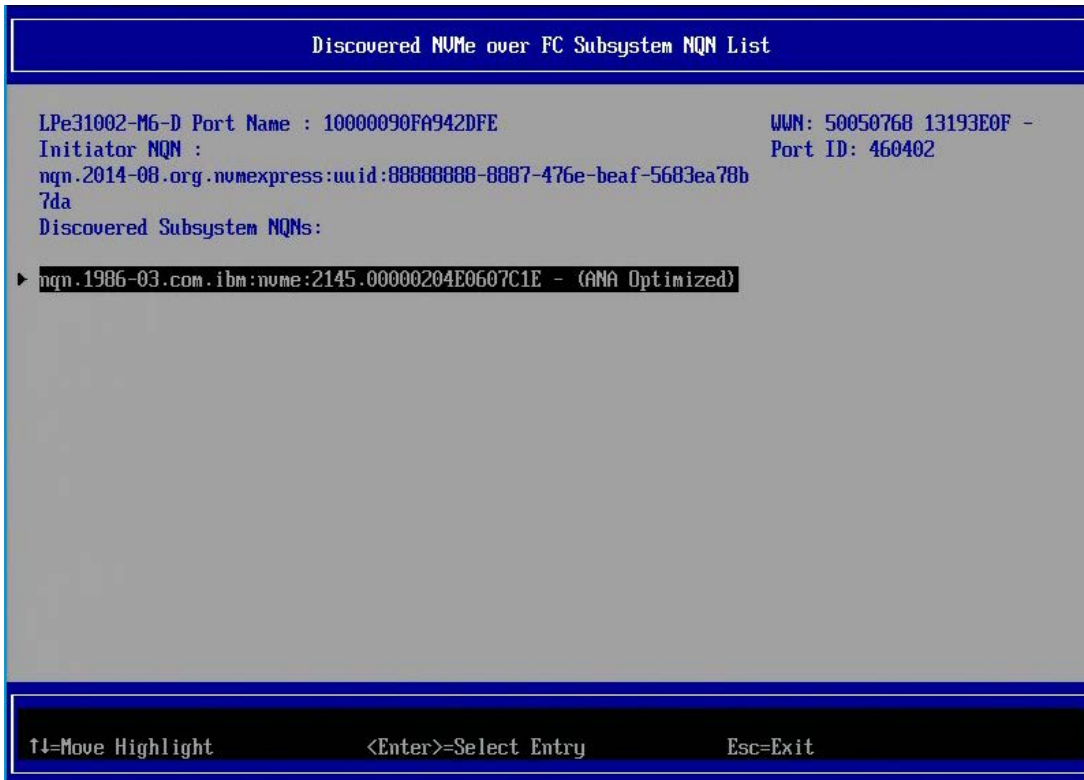 Discovered NVMe over FC Subsystem NQN List
LPe31002-M6-D Port Name : 10000090FA942DFE
WWN: 50050768 13193E0F -
Initiator NQN :
Port ID: 460402
nqn.2014-08.org.nvmexpress:uuid:88888888-8887-476e-beaf-5683ea78b
7da
Discovered Subsystem NQNs:
nqn.1986-03.com.ibm:nvme:2145.00000204E0607C1E - (ANA Optimized)
↑↓=Move Highlight <Enter>=Select Entry Esc=Exit